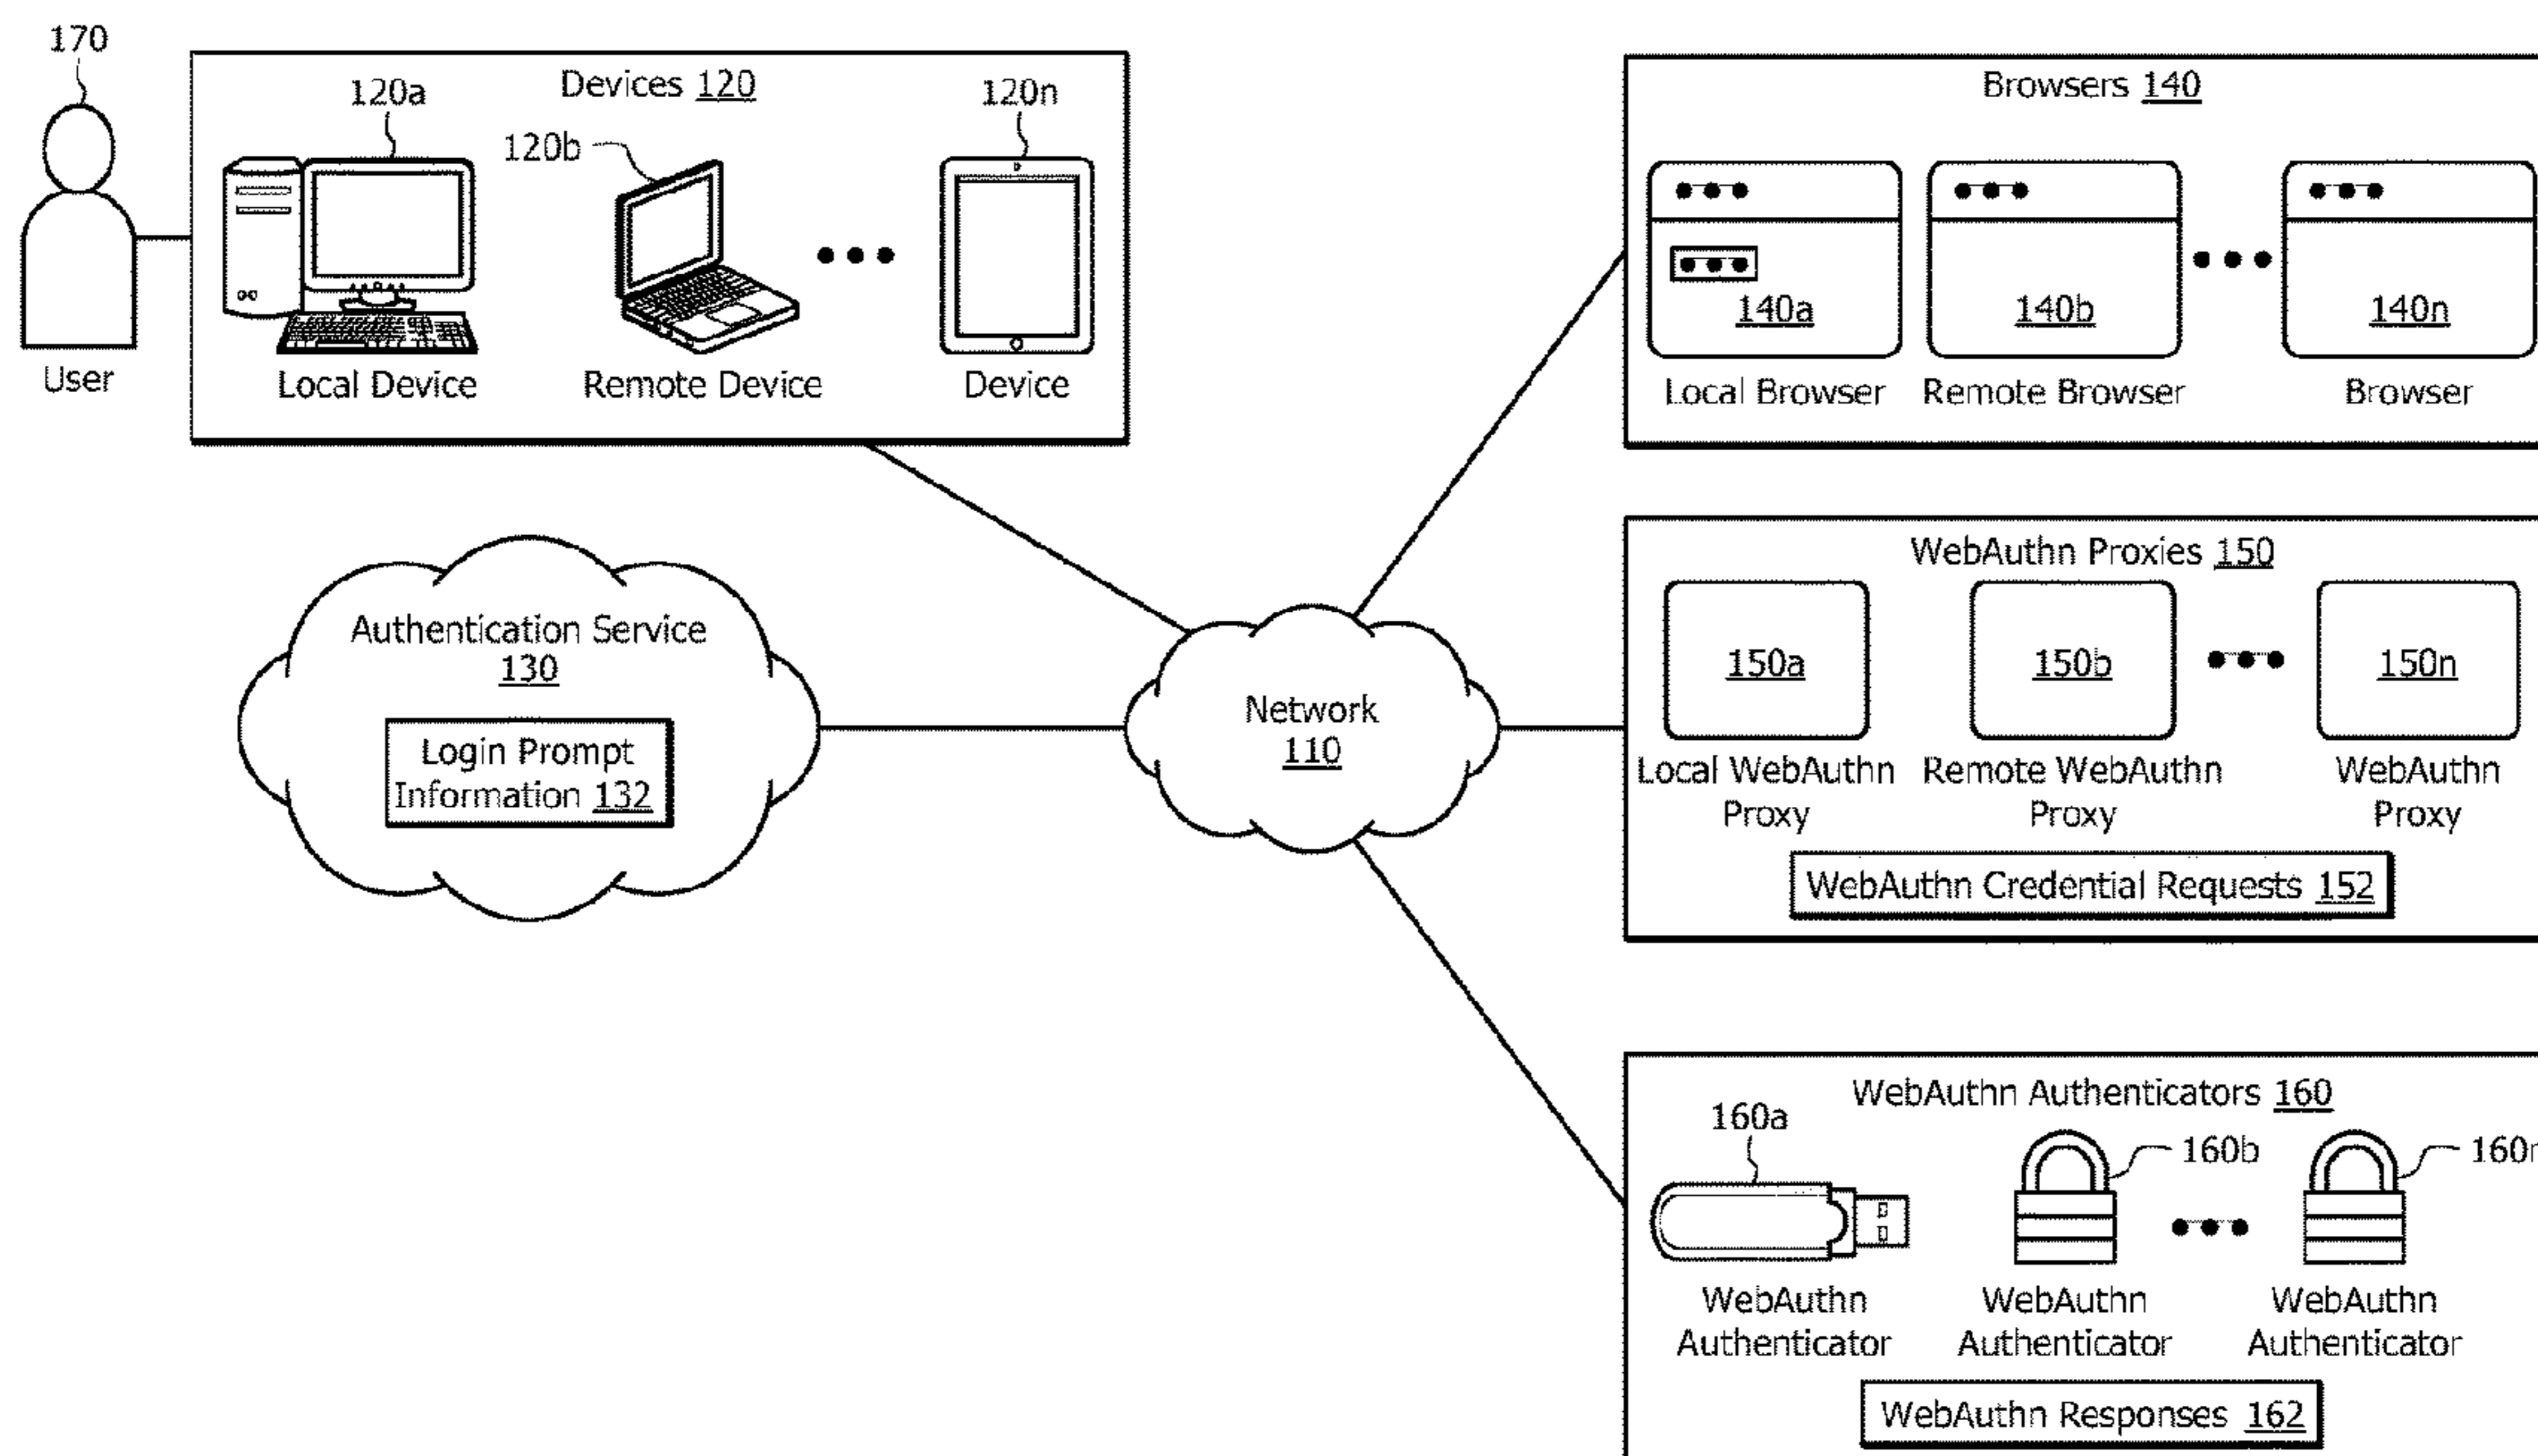 170
Devices 120
120a
120b
120n
Local Device
Remote Device
Device
User
Browsers 140
140a
140b
140n
Local Browser
Remote Browser
Browser
Authentication Service
130
Login Prompt
Information 132
Network
110
WebAuthn Proxies 150
150a
150b
150n
Local WebAuthn
Proxy
Remote WebAuthn
Proxy
WebAuthn
Proxy
WebAuthn Credential Requests 152
WebAuthn Authenticators 160
160a
160b
WebAuthn
Authenticator
WebAuthn
Authenticator
WebAuthn
Authenticator
WebAuthn Responses 162